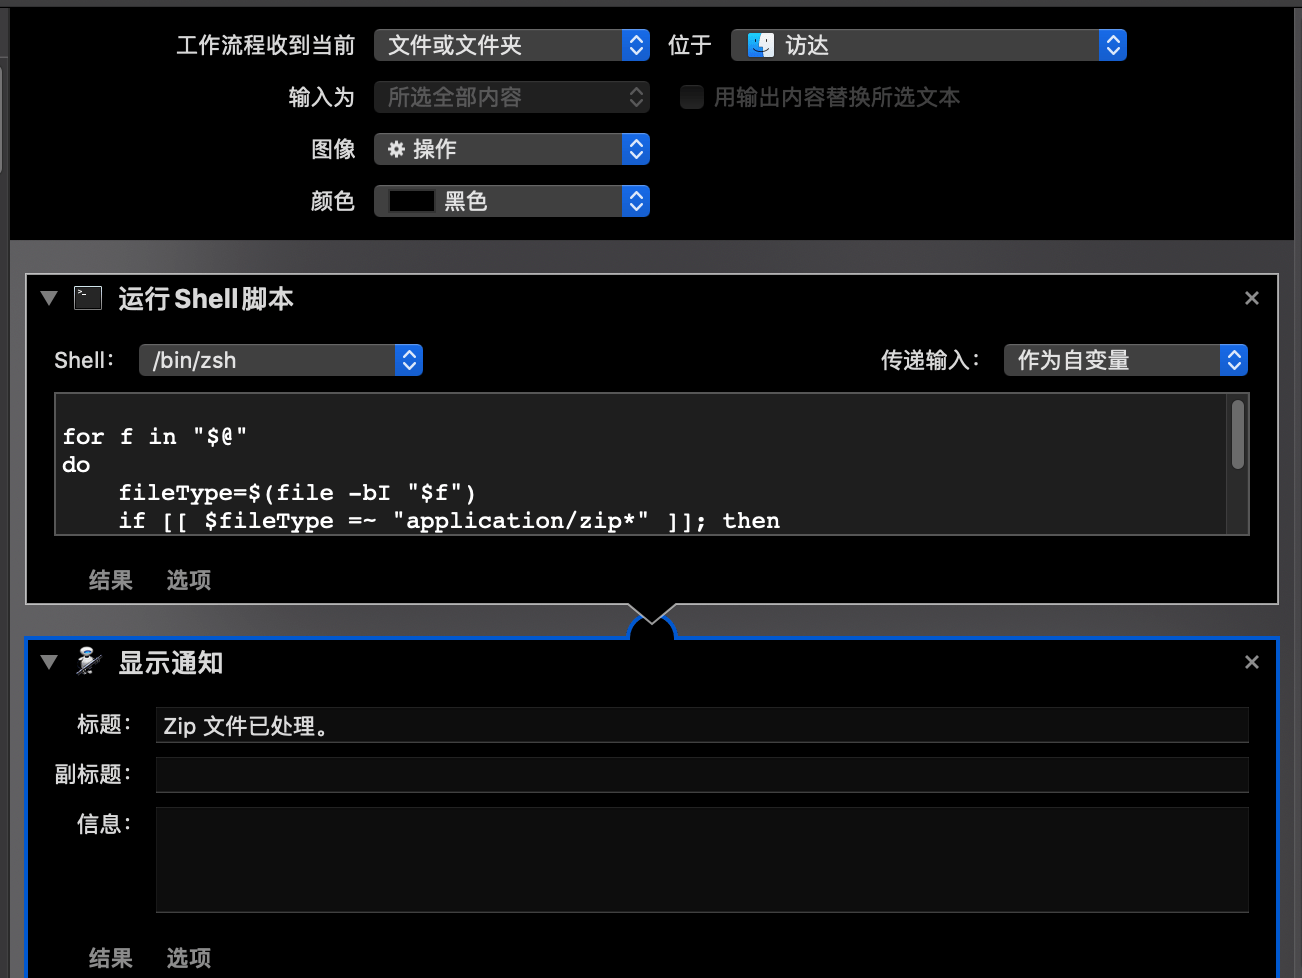 工作流程收到当前 文件或文件夹 位于 访达
输入为 所选全部内容 用输出内容替换所选文本
图像 操作
颜色 黑色
运行 Shell 脚本
Shell： /bin/zsh 传递输入： 作为自变量
for f in "$@"
do
fileType=$(file -bI "$f")
if [[ $fileType =~ "application/zip*" ]]; then
结果 选项
显示通知
标题： Zip 文件已处理。
副标题：
信息：
结果 选项